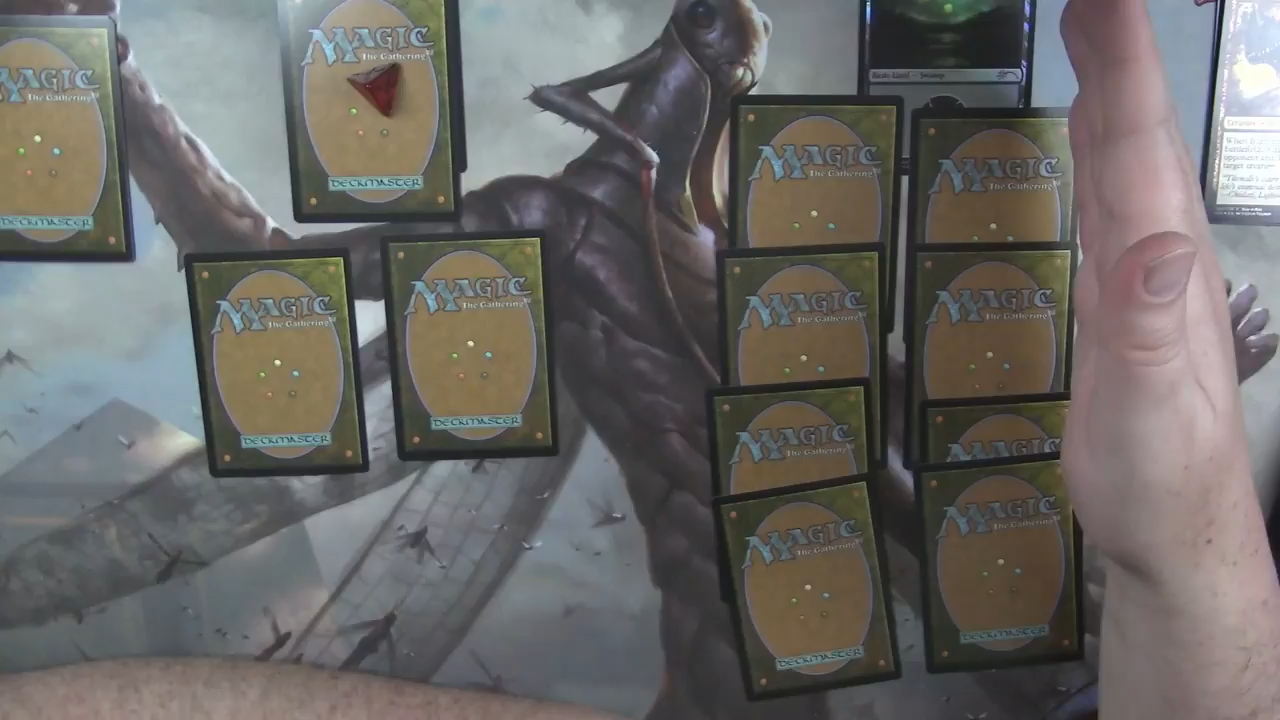 MAGIC
The Gathering
DECKMASTER
MAGIC
The Gathering
DECKMASTER
Basic Land — Swamp
MAGIC
The Gathering
MAGIC
The Gathering
MAGIC
The Gathering
DECKMASTER
MAGIC
The Gathering
DECKMASTER
MAGIC
The Gathering
MAGIC
The Gathering
MAGIC
The Gathering
MAGIC
The Gathering
MAGIC
The Gathering
DECKMASTER
MAGIC
The Gathering
DECKMASTER